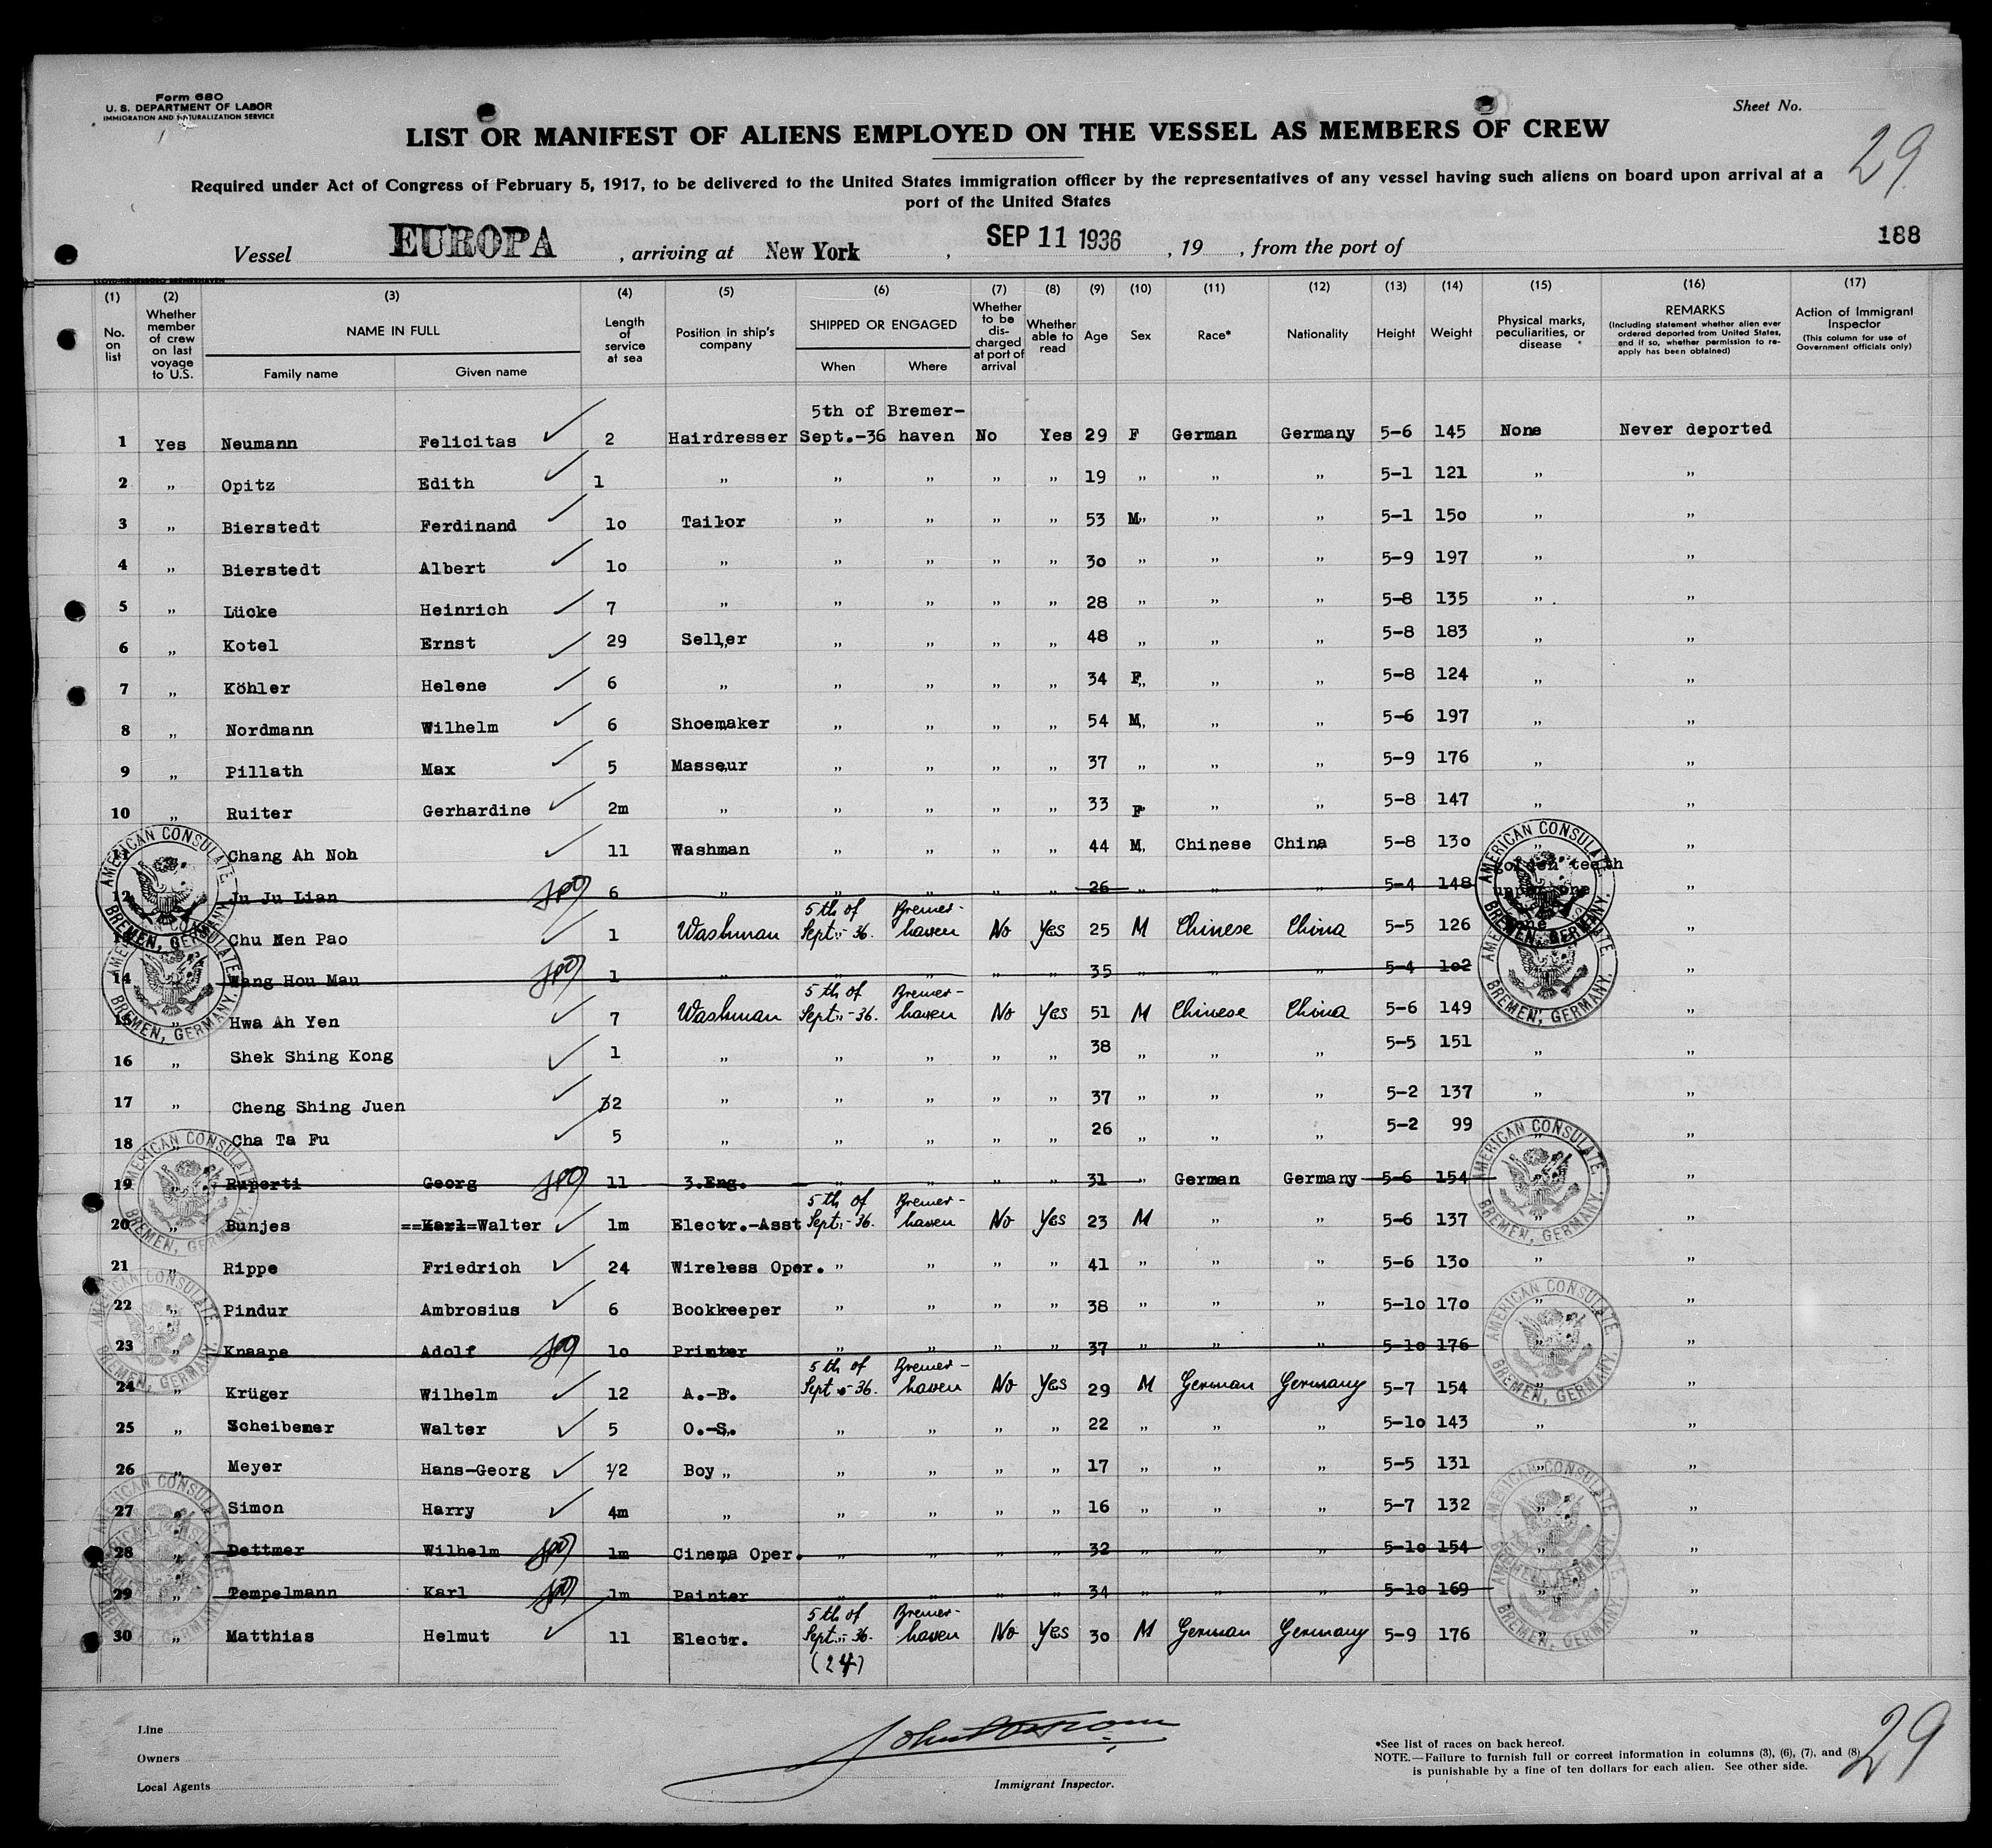 Form 680
U. S. DEPARTMENT OF LABOR
IMMIGRATION AND NATURALIZATION SERVICE
Sheet No.
29
LIST OR MANIFEST OF ALIENS EMPLOYED ON THE VESSEL AS MEMBERS OF CREW
Required under Act of Congress of February 5, 1917, to be delivered to the United States immigration officer by the representatives of any vessel having such aliens on board upon arrival at a
port of the United States
Vessel EUROPA , arriving at New York , SEP 11 1936 , 19 , from the port of
188
(1) (2) (3) (4) (5) (6) (7) (8) (9) (10) (11) (12) (13) (14) (15) (16) (17)
No. on list
Whether member of crew on last voyage to U.S.
NAME IN FULL
Family name Given name
Length of service at sea
Position in ship's company
SHIPPED OR ENGAGED
When Where
Whether to be discharged at port of arrival
Whether able to read
Age
Sex
Race*
Nationality
Height
Weight
Physical marks, peculiarities, or disease
REMARKS
(Including statement whether alien ever ordered deported from United States, and if so, whether permission to reapply has been obtained)
Action of Immigrant Inspector
(This column for use of Government officials only)
5th of Bremer-
1 Yes Neumann Felicitas 2 Hairdresser Sept.-36 haven No Yes 29 F German Germany 5-6 145 None Never deported
2 " Opitz Edith 1 " " " " " 19 " " " 5-1 121 " "
3 " Bierstedt Ferdinand 1o Tailor " " " " 53 M" " " 5-1 15o " "
4 " Bierstedt Albert 1o " " " " " 3o " " " 5-9 197 " "
5 " Lücke Heinrich 7 " " " " " 28 " " " 5-8 135 " "
6 " Kotel Ernst 29 Seller " " " " 48 " " " 5-8 183 " "
7 " Köhler Helene 6 " " " " " 34 F" " " 5-8 124 " "
8 " Nordmann Wilhelm 6 Shoemaker " " " " 54 M" " " 5-6 197 " "
9 " Pillath Max 5 Masseur " " " " 37 " " " 5-9 176 " "
10 " Ruiter Gerhardine 2m " " " " " 33 F" " " 5-8 147 " "
11 Chang Ah Noh 11 Washman " " " " 44 M" Chinese China 5-8 13o " "
golden teeth
12 Ju Ju Lian 6 " " " " " 26 " " " 5-4 148 upper one "
5th of Bremer-
Chu Nen Pao 1 Washman Sept.-36. haven No Yes 25 M Chinese China 5-5 126 "
14 Wang Hou Mau 1 " " " " " 35 " " " 5-4 1o2 "
5th of Bremer-
" Hwa Ah Yen 7 Washman Sept.-36. haven No Yes 51 M Chinese China 5-6 149 "
16 " Shek Shing Kong 1 " " " " " 38 " " " 5-5 151 " "
17 " Cheng Shing Juen 2 " " " " " 37 " " " 5-2 137 " "
18 Cha Ta Fu 5 " " " " " 26 " " " 5-2 99 " "
19 " Ruperti Georg 11 3.Eng. " " " " 31 " German Germany 5-6 154 " "
5th of Bremer-
20 " Bunjes ==Karl=Walter 1m Electr.-Asst Sept.-36. haven No Yes 23 M " " 5-6 137 " "
21 " Rippe Friedrich 24 Wireless Oper. " " " " 41 " " " 5-6 13o " "
22 " Pindur Ambrosius 6 Bookkeeper " " " " 38 " " " 5-1o 17o " "
23 " Knaape Adolf 1o Printer " " " " 37 " " " 5-1o 176 " "
5th of Bremer-
24 " Krüger Wilhelm 12 A.-B. Sept.-36. haven No Yes 29 M German Germany 5-7 154 " "
25 " Scheibener Walter 5 O.-S. " " " " 22 " " " 5-1o 143 " "
26 " Meyer Hans-Georg 1/2 Boy " " " " " 17 " " " 5-5 131 " "
27 " Simon Harry 4m " " " " " 16 " " " 5-7 132 " "
28 " Dettmer Wilhelm 1m Cinema Oper. " " " " 32 " " " 5-1o 154 " "
29 " Tempelmann Karl 1m Painter " " " " 34 " " " 5-1o 169 " "
5th of Bremer-
30 " Matthias Helmut 11 Electr. Sept.-36. haven No Yes 3o M German Germany 5-9 176 " "
(24)
AMERICAN CONSULATE
BREMEN, GERMANY.
AMERICAN CONSULATE
BREMEN, GERMANY.
Line
Owners
Local Agents
Immigrant Inspector.
*See list of races on back hereof.
NOTE.—Failure to furnish full or correct information in columns (3), (6), (7), and (8)
is punishable by a fine of ten dollars for each alien. See other side.
29